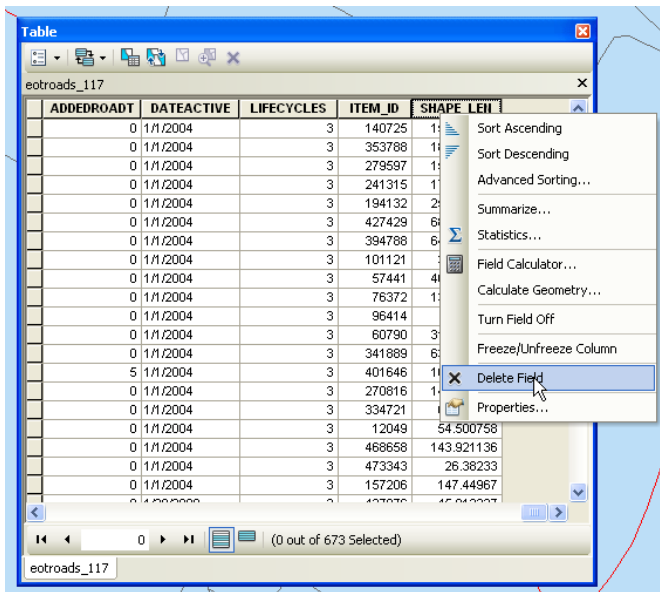 Table
eotroads_117
ADDEDROADT DATEACTIVE LIFECYCLES ITEM_ID SHAPE_LEN
0 1/1/2004 3 140725
0 1/1/2004 3 353788
0 1/1/2004 3 279597
0 1/1/2004 3 241315
0 1/1/2004 3 194132
0 1/1/2004 3 427429
0 1/1/2004 3 394788
0 1/1/2004 3 101121
0 1/1/2004 3 57441
0 1/1/2004 3 76372
0 1/1/2004 3 96414
0 1/1/2004 3 60790
0 1/1/2004 3 341889
5 1/1/2004 3 401646
0 1/1/2004 3 270816
0 1/1/2004 3 334721
0 1/1/2004 3 12049 54.500758
0 1/1/2004 3 468658 143.921136
0 1/1/2004 3 473343 26.38233
0 1/1/2004 3 157206 147.44967
Sort Ascending
Sort Descending
Advanced Sorting...
Summarize...
Statistics...
Field Calculator...
Calculate Geometry...
Turn Field Off
Freeze/Unfreeze Column
Delete Field
Properties...
0 (0 out of 673 Selected)
eotroads_117